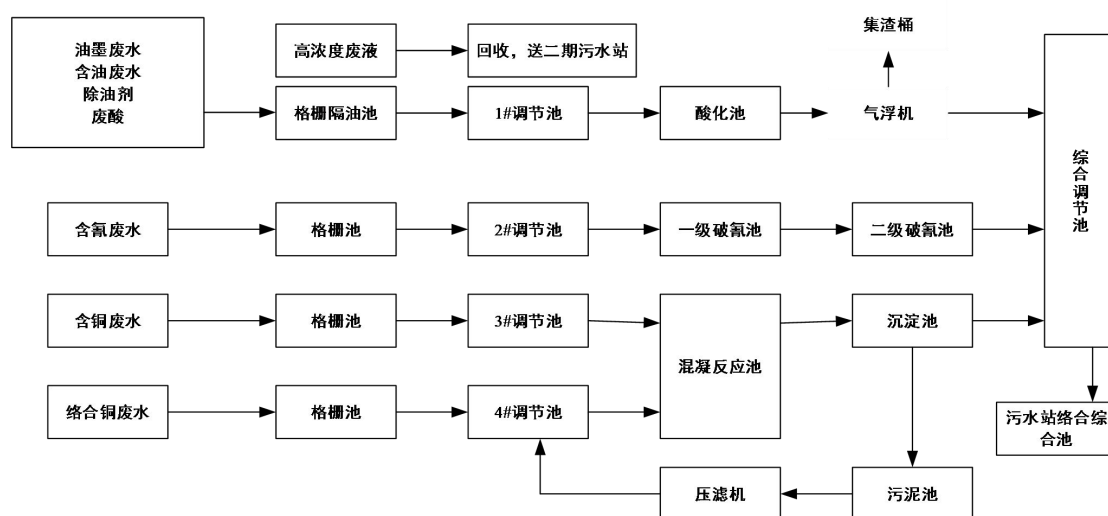 油墨废水
含油废水
除油剂
废酸
高浓度废液
回收，送二期污水站
集渣桶
格栅隔油池
1#调节池
酸化池
气浮机
综
合
调
节
池
含氰废水
格栅池
2#调节池
一级破氰池
二级破氰池
含铜废水
格栅池
3#调节池
混凝反应池
沉淀池
络合铜废水
格栅池
4#调节池
污水站络合综
合池
压滤机
污泥池